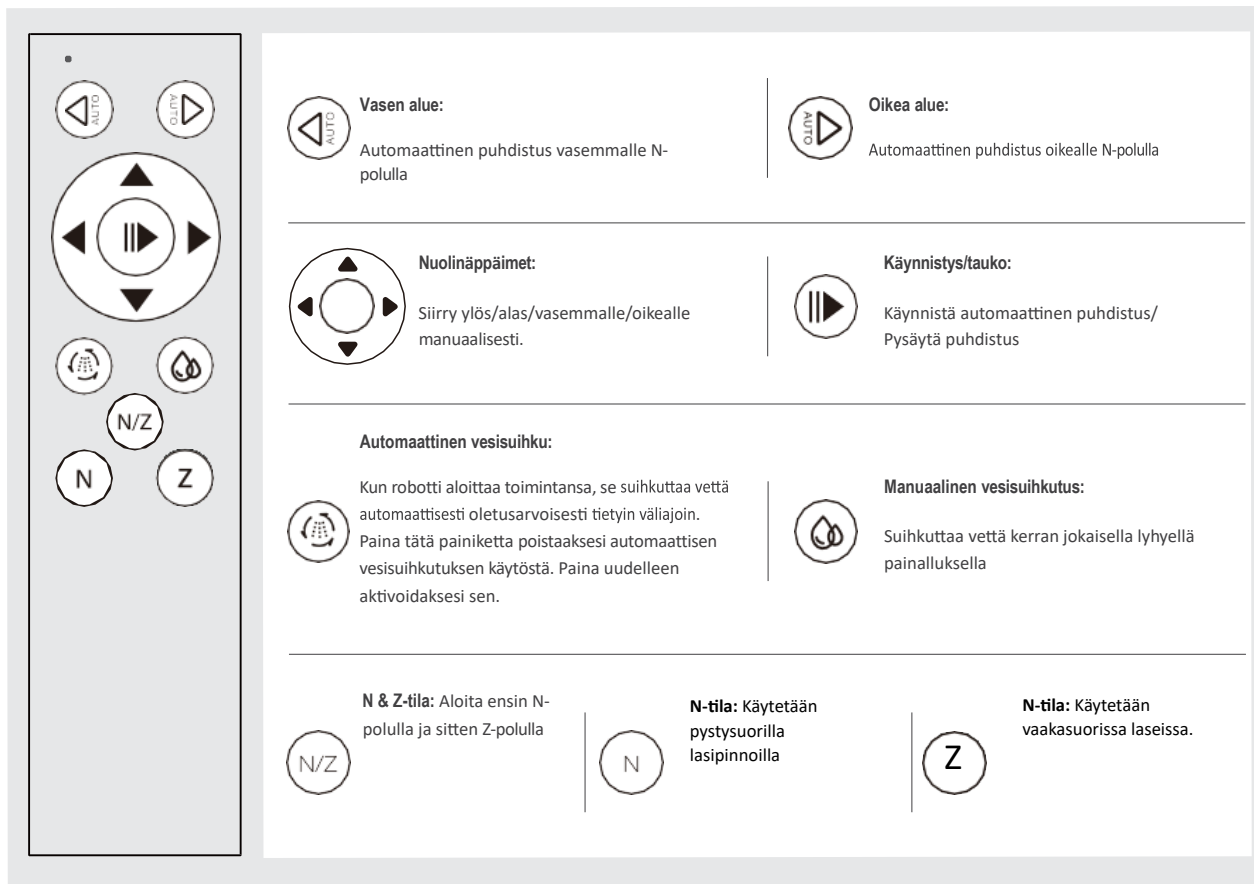 AUTO
AUTO
N/Z
N
Z
AUTO
Vasen alue:
Automaattinen puhdistus vasemmalle N-
polulla
AUTO
Oikea alue:
Automaattinen puhdistus oikealle N-polulla
Nuolinäppäimet:
Siirry ylös/alas/vasemmalle/oikealle
manuaalisesti.
Käynnistys/tauko:
Käynnistä automaattinen puhdistus/
Pysäytä puhdistus
Automaattinen vesisuihku:
Kun robotti aloittaa toimintansa, se suihkuttaa vettä
automaattisesti oletusarvoisesti tietyin väliajoin.
Paina tätä painiketta poistaaksesi automaattisen
vesisuihkutuksen käytöstä. Paina uudelleen
aktivoidaksesi sen.
Manuaalinen vesisuihkutus:
Suihkuttaa vettä kerran jokaisella lyhyellä
painalluksella
N/Z
N & Z-tila: Aloita ensin N-
polulla ja sitten Z-polulla
N
N-tila: Käytetään
pystysuorilla
lasipinnoilla
Z
N-tila: Käytetään
vaakasuorissa laseissa.